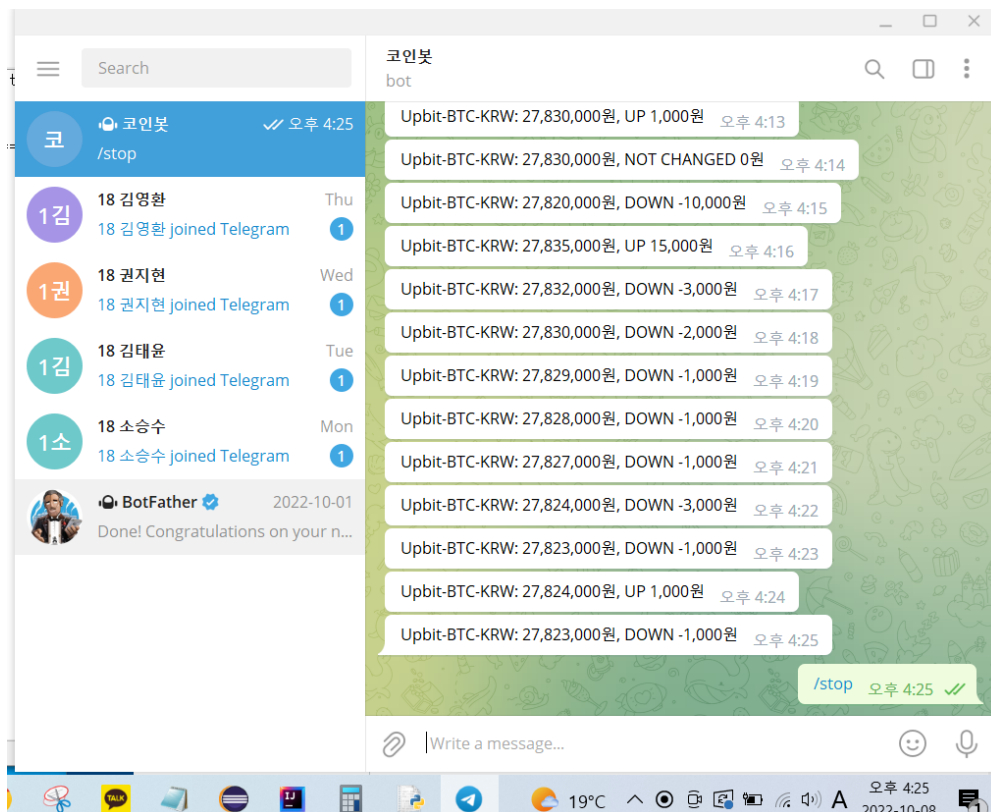 t
Search
코인봇
bot
코
코인봇 오후 4:25
/stop
1김
18 김영환 Thu
18 김영환 joined Telegram 1
1권
18 권지현 Wed
18 권지현 joined Telegram 1
1김
18 김태윤 Tue
18 김태윤 joined Telegram 1
1소
18 소승수 Mon
18 소승수 joined Telegram 1
BotFather 2022-10-01
Done! Congratulations on your n...
Upbit-BTC-KRW: 27,830,000원, UP 1,000원 오후 4:13
Upbit-BTC-KRW: 27,830,000원, NOT CHANGED 0원 오후 4:14
Upbit-BTC-KRW: 27,820,000원, DOWN -10,000원 오후 4:15
Upbit-BTC-KRW: 27,835,000원, UP 15,000원 오후 4:16
Upbit-BTC-KRW: 27,832,000원, DOWN -3,000원 오후 4:17
Upbit-BTC-KRW: 27,830,000원, DOWN -2,000원 오후 4:18
Upbit-BTC-KRW: 27,829,000원, DOWN -1,000원 오후 4:19
Upbit-BTC-KRW: 27,828,000원, DOWN -1,000원 오후 4:20
Upbit-BTC-KRW: 27,827,000원, DOWN -1,000원 오후 4:21
Upbit-BTC-KRW: 27,824,000원, DOWN -3,000원 오후 4:22
Upbit-BTC-KRW: 27,823,000원, DOWN -1,000원 오후 4:23
Upbit-BTC-KRW: 27,824,000원, UP 1,000원 오후 4:24
Upbit-BTC-KRW: 27,823,000원, DOWN -1,000원 오후 4:25
/stop 오후 4:25
Write a message...
TALK
IJ
19°C
A
오후 4:25
2022-10-08
1